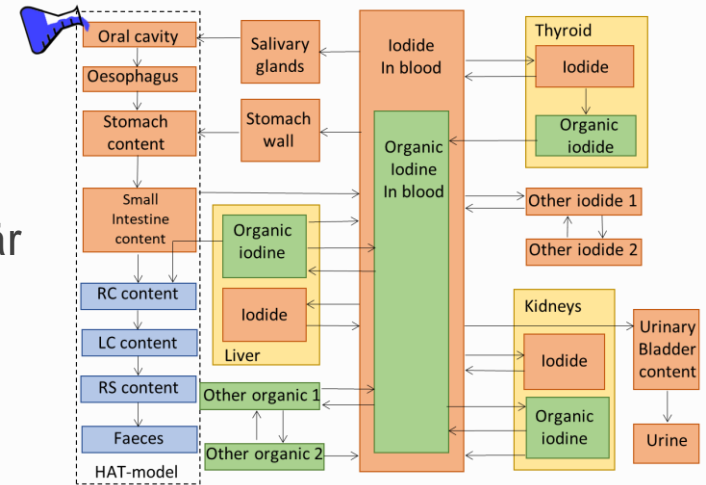 Oral cavity
Oesophagus
Stomach
content
Small
Intestine
content
RC content
LC content
RS content
Faeces
HAT-model
år
Salivary
glands
Stomach
wall
Organic
iodine
Iodide
Liver
Other organic 1
Other organic 2
Iodide
In blood
Organic
Iodine
In blood
Thyroid
Iodide
Organic
iodide
Other iodide 1
Other iodide 2
Kidneys
Iodide
Organic
iodine
Urinary
Bladder
content
Urine